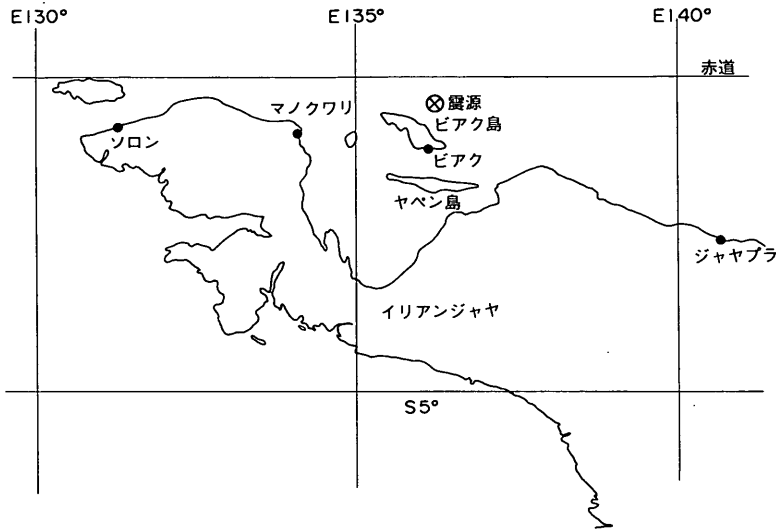 E130° E135° E140°
赤道
震源
マノクワリ
ビアク島
ソロン
ビアク
ヤペン島
ジャヤプラ
イリアンジャヤ
S5°